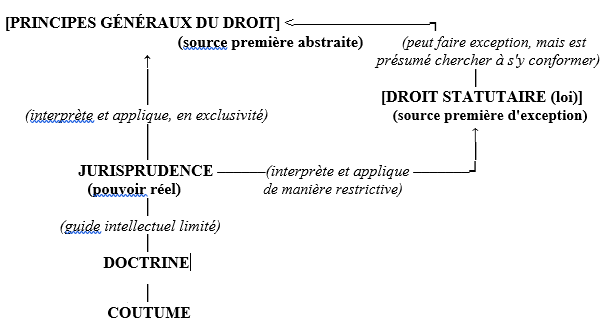 [PRINCIPES GÉNÉRAUX DU DROIT]
(source première abstraite)
(peut faire exception, mais est
présumé chercher à s'y conformer)
[DROIT STATUTAIRE (loi)]
(source première d'exception)
(interprète et applique, en exclusivité)
JURISPRUDENCE
(pouvoir réel)
(interprète et applique
de manière restrictive)
(guide intellectuel limité)
DOCTRINE
COUTUME